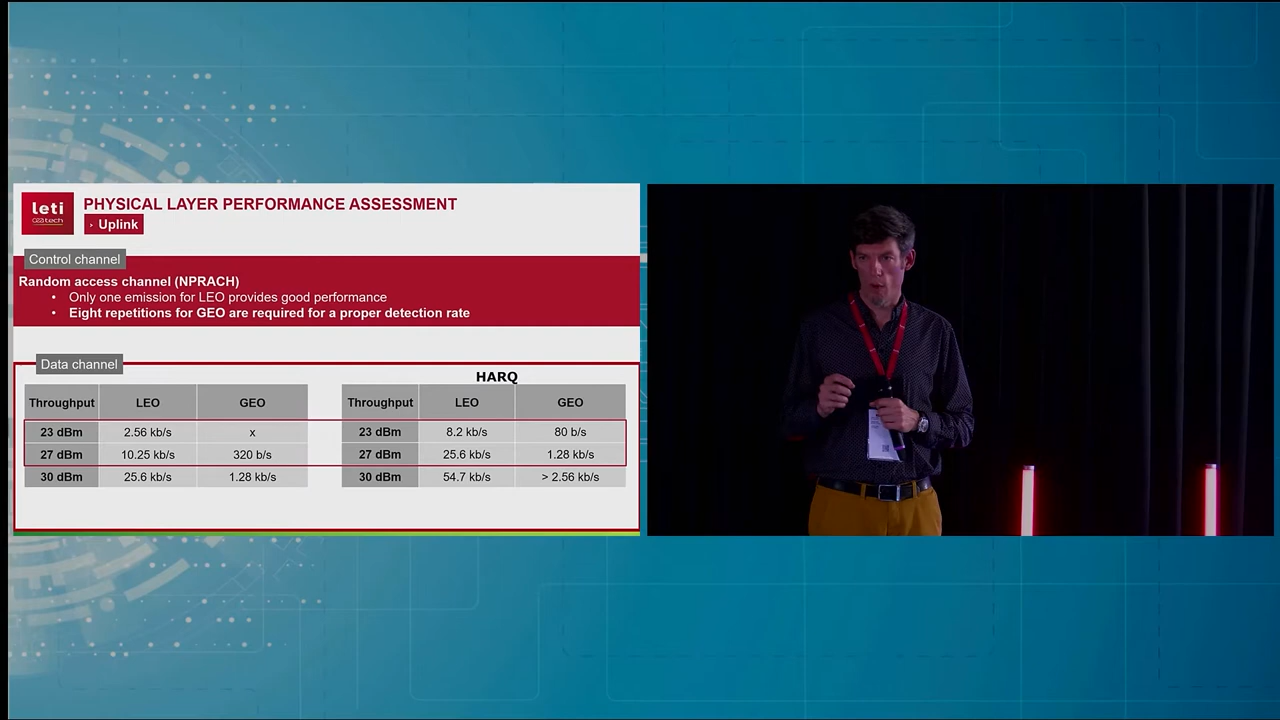 leti
cea tech
PHYSICAL LAYER PERFORMANCE ASSESSMENT
› Uplink
Control channel
Random access channel (NPRACH)
• Only one emission for LEO provides good performance
• Eight repetitions for GEO are required for a proper detection rate
Data channel
Throughput LEO GEO
23 dBm 2.56 kb/s x
27 dBm 10.25 kb/s 320 b/s
30 dBm 25.6 kb/s 1.28 kb/s
HARQ
Throughput LEO GEO
23 dBm 8.2 kb/s 80 b/s
27 dBm 25.6 kb/s 1.28 kb/s
30 dBm 54.7 kb/s > 2.56 kb/s